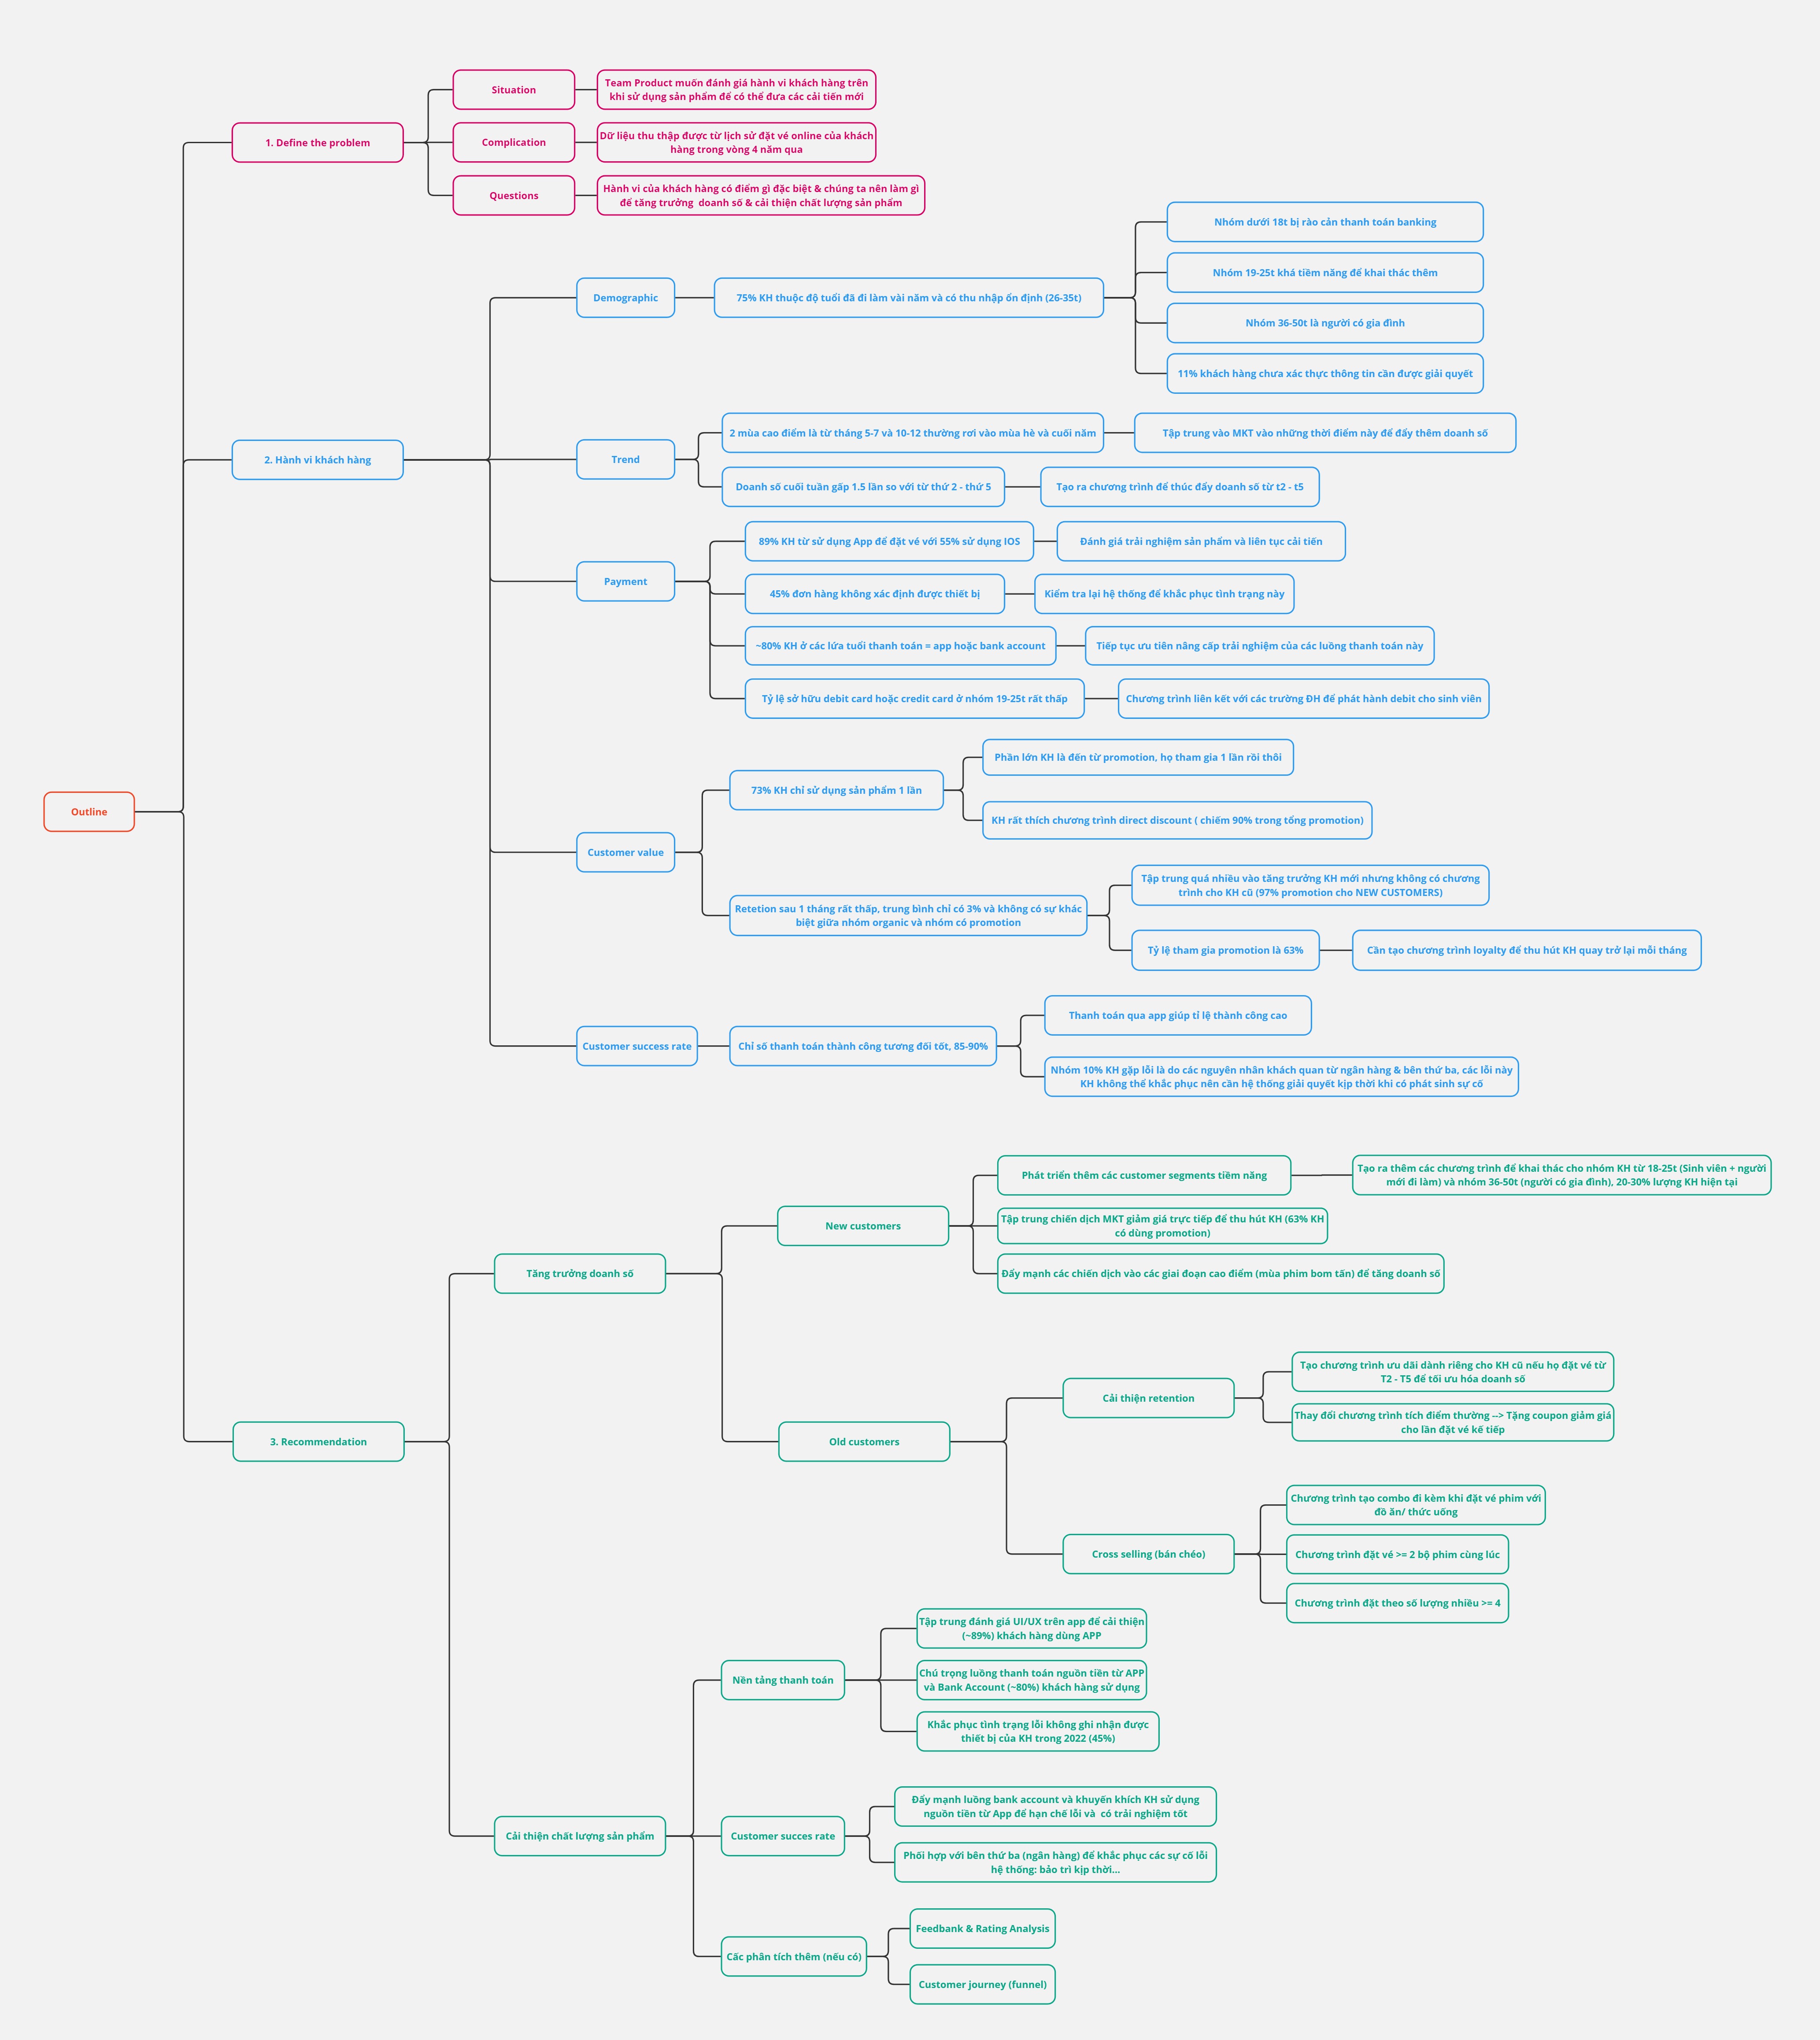 Outline
1. Define the problem
Situation
Team Product muốn đánh giá hành vi khách hàng trên
khi sử dụng sản phẩm để có thể đưa các cải tiến mới
Complication
Dữ liệu thu thập được từ lịch sử đặt vé online của khách
hàng trong vòng 4 năm qua
Questions
Hành vi của khách hàng có điểm gì đặc biệt & chúng ta nên làm gì
để tăng trưởng  doanh số & cải thiện chất lượng sản phẩm
2. Hành vi khách hàng
Demographic
75% KH thuộc độ tuổi đã đi làm vài năm và có thu nhập ổn định (26-35t)
Nhóm dưới 18t bị rào cản thanh toán banking
Nhóm 19-25t khá tiềm năng để khai thác thêm
Nhóm 36-50t là người có gia đình
11% khách hàng chưa xác thực thông tin cần được giải quyết
Trend
2 mùa cao điểm là từ tháng 5-7 và 10-12 thường rơi vào mùa hè và cuối năm
Tập trung vào MKT vào những thời điểm này để đẩy thêm doanh số
Doanh số cuối tuần gấp 1.5 lần so với từ thứ 2 - thứ 5
Tạo ra chương trình để thúc đẩy doanh số từ t2 - t5
Payment
89% KH từ sử dụng App để đặt vé với 55% sử dụng IOS
Đánh giá trải nghiệm sản phẩm và liên tục cải tiến
45% đơn hàng không xác định được thiết bị
Kiểm tra lại hệ thống để khắc phục tình trạng này
~80% KH ở các lứa tuổi thanh toán = app hoặc bank account
Tiếp tục ưu tiên nâng cấp trải nghiệm của các luồng thanh toán này
Tỷ lệ sở hữu debit card hoặc credit card ở nhóm 19-25t rất thấp
Chương trình liên kết với các trường ĐH để phát hành debit cho sinh viên
Customer value
73% KH chỉ sử dụng sản phẩm 1 lần
Phần lớn KH là đến từ promotion, họ tham gia 1 lần rồi thôi
KH rất thích chương trình direct discount ( chiếm 90% trong tổng promotion)
Retetion sau 1 tháng rất thấp, trung bình chỉ có 3% và không có sự khác
biệt giữa nhóm organic và nhóm có promotion
Tập trung quá nhiều vào tăng trưởng KH mới nhưng không có chương
trình cho KH cũ (97% promotion cho NEW CUSTOMERS)
Tỷ lệ tham gia promotion là 63%
Cần tạo chương trình loyalty để thu hút KH quay trở lại mỗi tháng
Customer success rate
Chỉ số thanh toán thành công tương đối tốt, 85-90%
Thanh toán qua app giúp tỉ lệ thành công cao
Nhóm 10% KH gặp lỗi là do các nguyên nhân khách quan từ ngân hàng & bên thứ ba, các lỗi này
KH không thể khắc phục nên cần hệ thống giải quyết kịp thời khi có phát sinh sự cố
3. Recommendation
Tăng trưởng doanh số
New customers
Phát triển thêm các customer segments tiềm năng
Tạo ra thêm các chương trình để khai thác cho nhóm KH từ 18-25t (Sinh viên + người
mới đi làm) và nhóm 36-50t (người có gia đình), 20-30% lượng KH hiện tại
Tập trung chiến dịch MKT giảm giá trực tiếp để thu hút KH (63% KH
có dùng promotion)
Đẩy mạnh các chiến dịch vào các giai đoạn cao điểm (mùa phim bom tấn) để tăng doanh số
Old customers
Cải thiện retention
Tạo chương trình ưu dãi dành riêng cho KH cũ nếu họ đặt vé từ
T2 - T5 để tối ưu hóa doanh số
Thay đổi chương trình tích điểm thường --> Tặng coupon giảm giá
cho lần đặt vé kế tiếp
Cross selling (bán chéo)
Chương trình tạo combo đi kèm khi đặt vé phim với
đồ ăn/ thức uống
Chương trình đặt vé >= 2 bộ phim cùng lúc
Chương trình đặt theo số lượng nhiều >= 4
Cải thiện chất lượng sản phẩm
Nền tảng thanh toán
Tập trung đánh giá UI/UX trên app để cải thiện
(~89%) khách hàng dùng APP
Chú trọng luồng thanh toán nguồn tiền từ APP
và Bank Account (~80%) khách hàng sử dụng
Khắc phục tình trạng lỗi không ghi nhận được
thiết bị của KH trong 2022 (45%)
Customer succes rate
Đẩy mạnh luồng bank account và khuyến khích KH sử dụng
nguồn tiền từ App để hạn chế lỗi và  có trải nghiệm tốt
Phối hợp với bên thứ ba (ngân hàng) để khắc phục các sự cố lỗi
hệ thống: bảo trì kịp thời...
Cấc phân tích thêm (nếu có)
Feedbank & Rating Analysis
Customer journey (funnel)